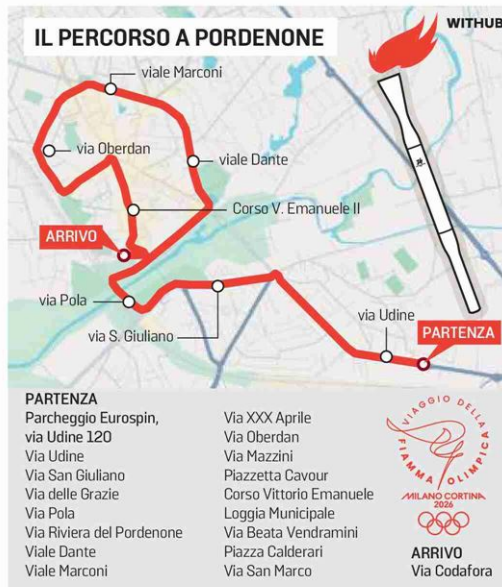 WITHUB
IL PERCORSO A PORDENONE
viale Marconi
via Oberdan
viale Dante
Corso V. Emanuele II
ARRIVO
via Pola
via S. Giuliano
via Udine
PARTENZA
PARTENZA
Parcheggio Eurospin,
via Udine 120
Via Udine
Via San Giuliano
Via delle Grazie
Via Pola
Via Riviera del Pordenone
Viale Dante
Viale Marconi
Via XXX Aprile
Via Oberdan
Via Mazzini
Piazzetta Cavour
Corso Vittorio Emanuele
Loggia Municipale
Via Beata Vendramini
Piazza Calderari
Via San Marco
VIAGGIO DELLA
FIAMMA OLIMPICA
MILANO CORTINA
2026
ARRIVO
Via Codafora